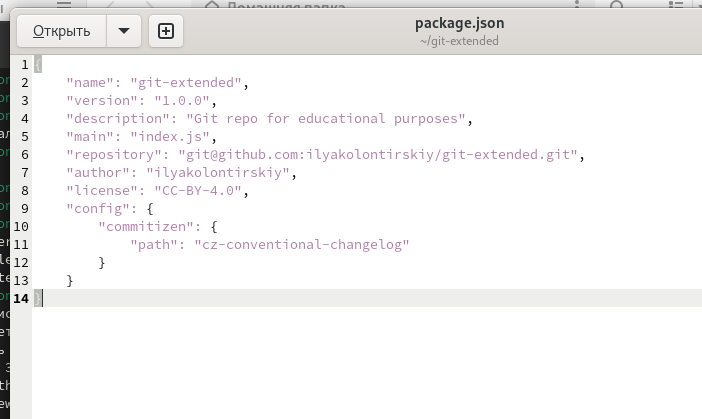 Домашняя папка
Открыть
package.json
~/git-extended
1 {
2 "name": "git-extended",
3 "version": "1.0.0",
4 "description": "Git repo for educational purposes",
5 "main": "index.js",
6 "repository": "git@github.com:ilyakolontirskiy/git-extended.git",
7 "author": "ilyakolontirskiy",
8 "license": "CC-BY-4.0",
9 "config": {
10 "commitizen": {
11 "path": "cz-conventional-changelog"
12 }
13 }
14 }